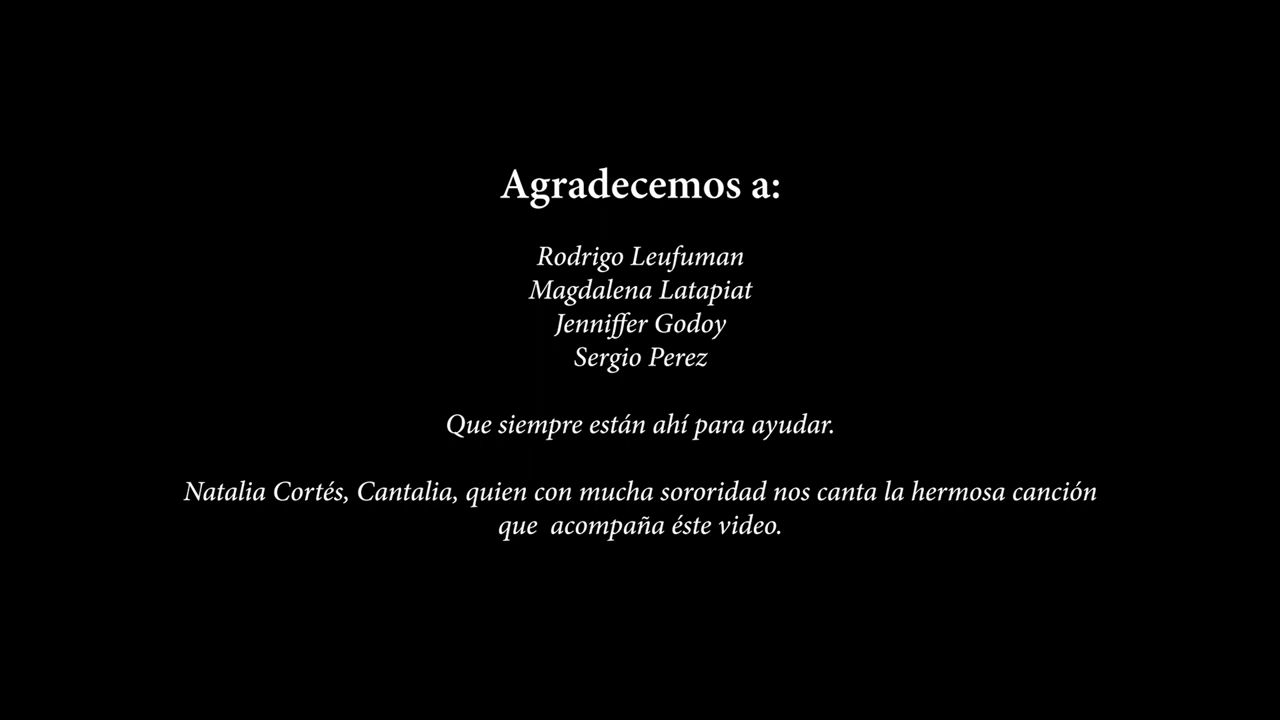 Agradecemos a:
Rodrigo Leufuman
Magdalena Latapiat
Jenniffer Godoy
Sergio Perez
Que siempre están ahí para ayudar.
Natalia Cortés, Cantalia, quien con mucha sororidad nos canta la hermosa canción
que  acompaña éste video.